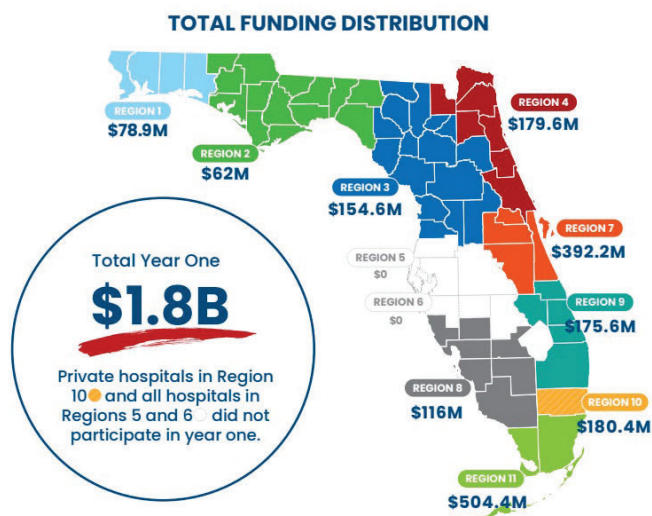 TOTAL FUNDING DISTRIBUTION
REGION 1
$78.9M
REGION 2
$62M
REGION 3
$154.6M
REGION 4
$179.6M
REGION 7
$392.2M
REGION 5
$0
REGION 6
$0
REGION 9
$175.6M
REGION 8
$116M
REGION 10
$180.4M
REGION 11
$504.4M
Total Year One
$1.8B
Private hospitals in Region
10 and all hospitals in
Regions 5 and 6 did not
participate in year one.